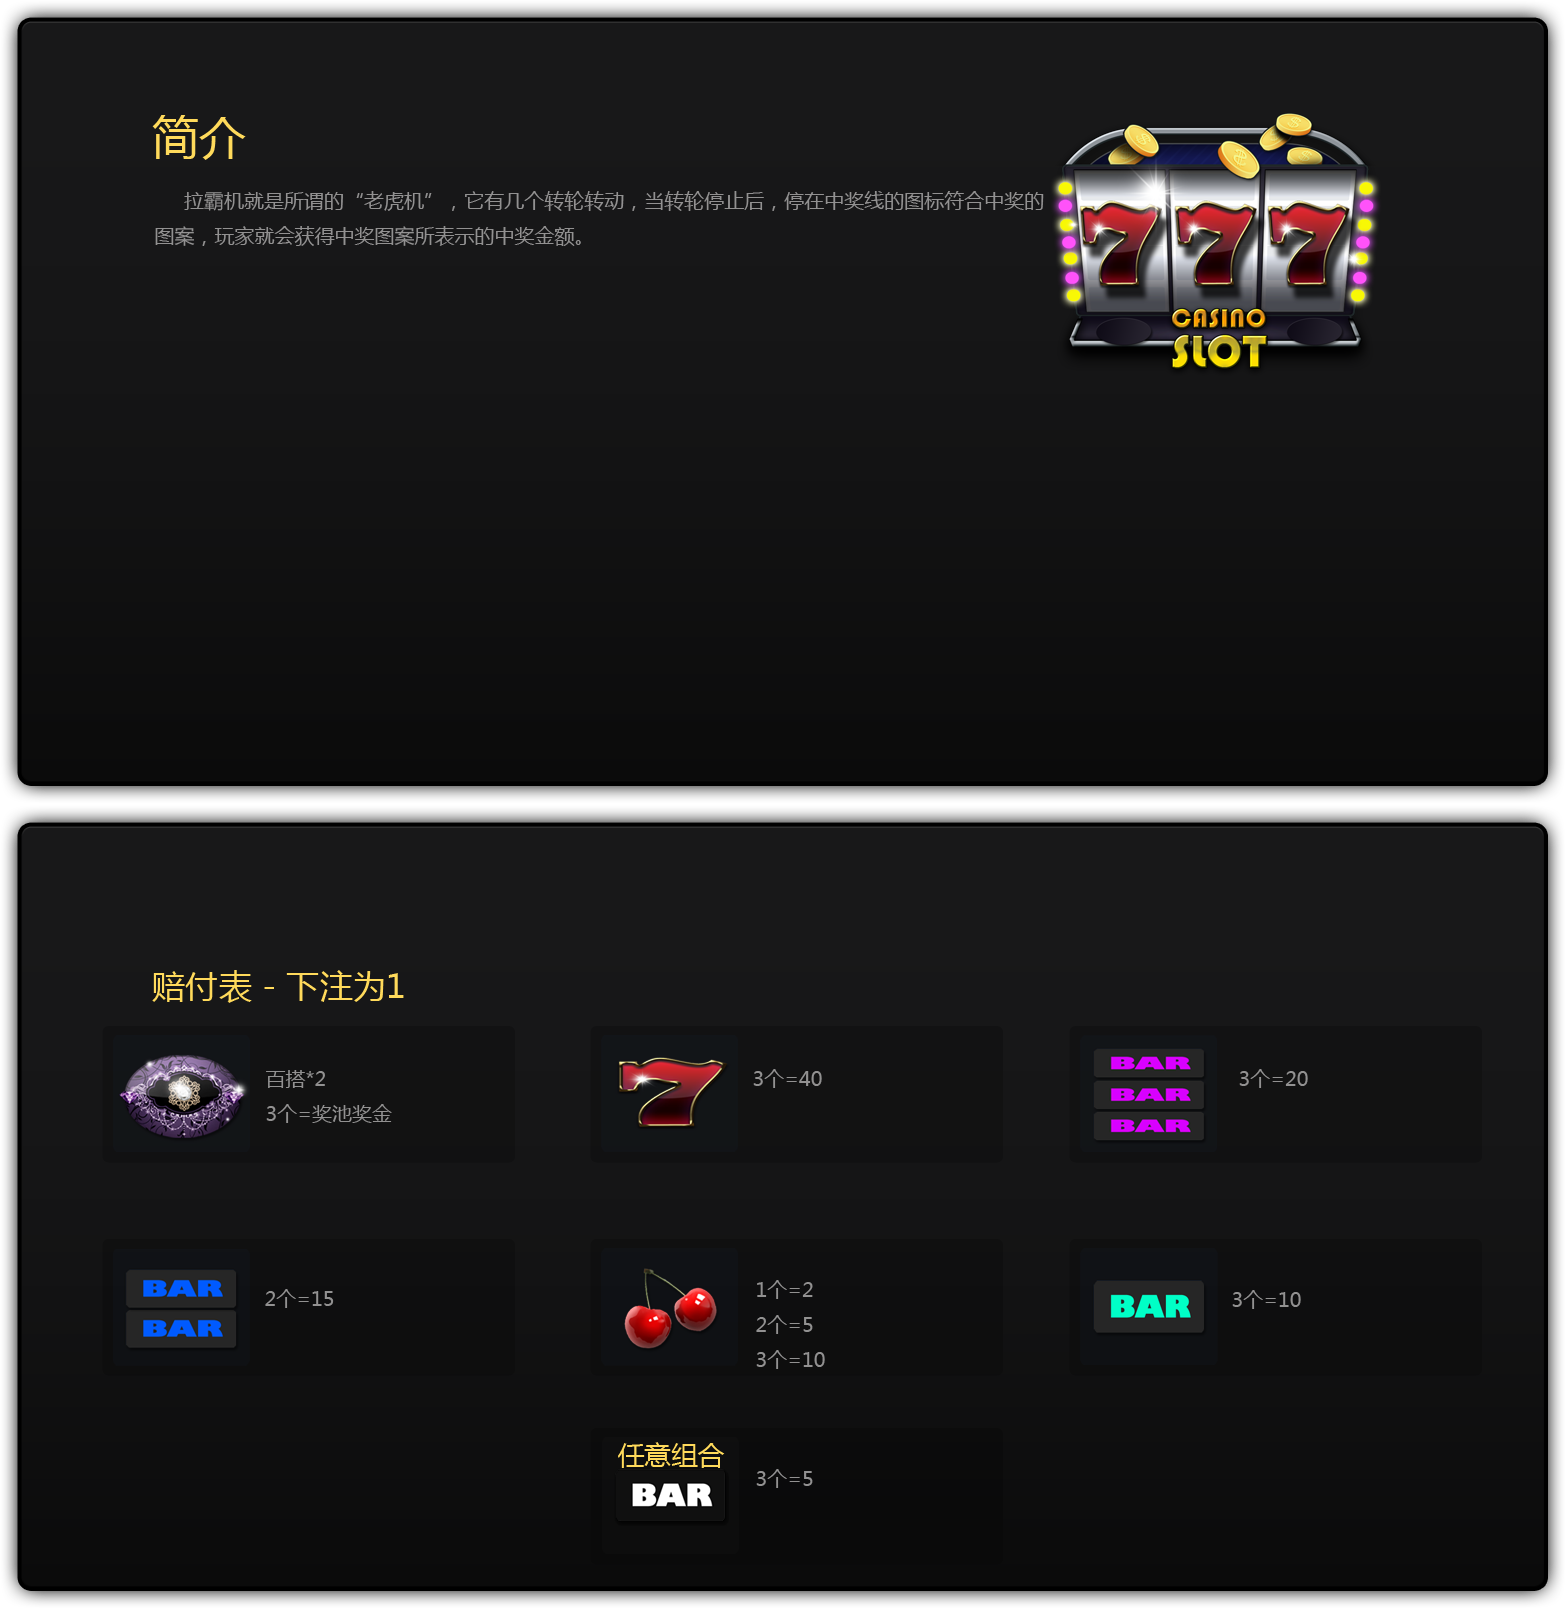 简介
拉霸机就是所谓的“老虎机”，它有几个转轮转动，当转轮停止后，停在中奖线的图标符合中奖的
图案，玩家就会获得中奖图案所表示的中奖金额。
7 7 7
CASINO
SLOT
赔付表 - 下注为1
百搭*2
3个=奖池奖金
7
3个=40
BAR
BAR
BAR
3个=20
BAR
BAR
2个=15
1个=2
2个=5
3个=10
BAR
3个=10
任意组合
BAR
3个=5